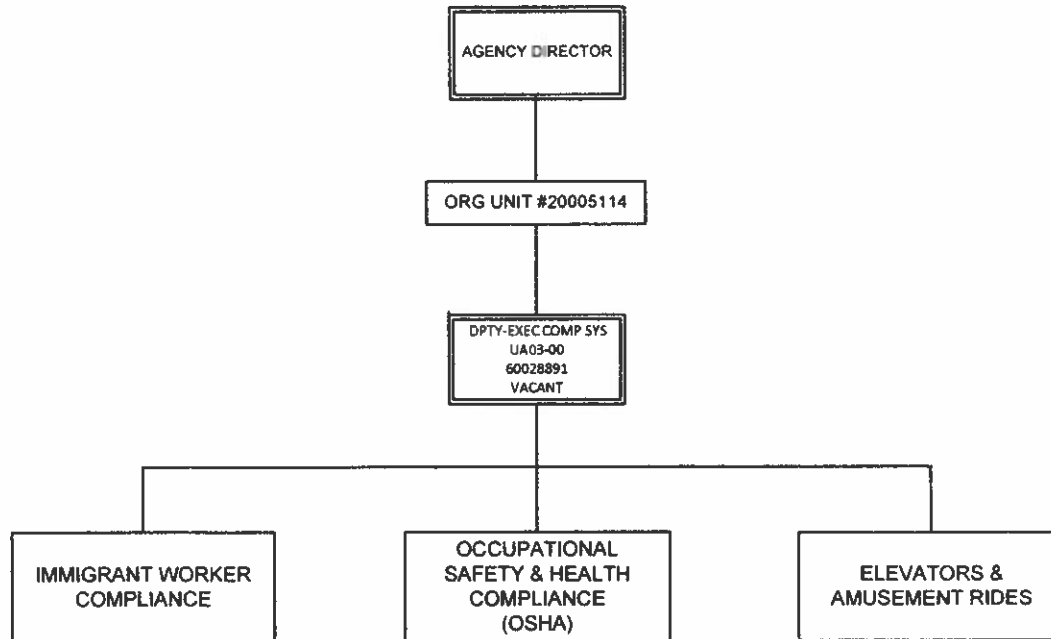 AGENCY DIRECTOR
ORG UNIT #20005114
DPTY-EXEC COMP SYS
UA03-00
60028891
VACANT
IMMIGRANT WORKER
COMPLIANCE
OCCUPATIONAL
SAFETY & HEALTH
COMPLIANCE
(OSHA)
ELEVATORS &
AMUSEMENT RIDES